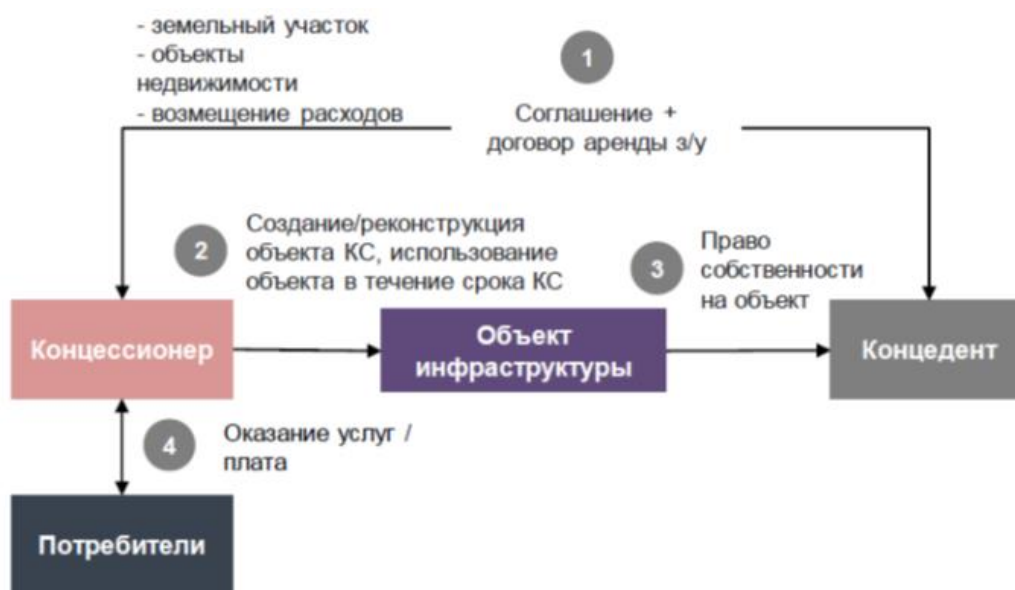 - земельный участок
- объекты
недвижимости
- возмещение расходов
1
Соглашение +
договор аренды з/у
2
Создание/реконструкция
объекта КС, использование
объекта в течение срока КС
3
Право
собственности
на объект
Концессионер
Объект
инфраструктуры
Концедент
4
Оказание услуг /
плата
Потребители